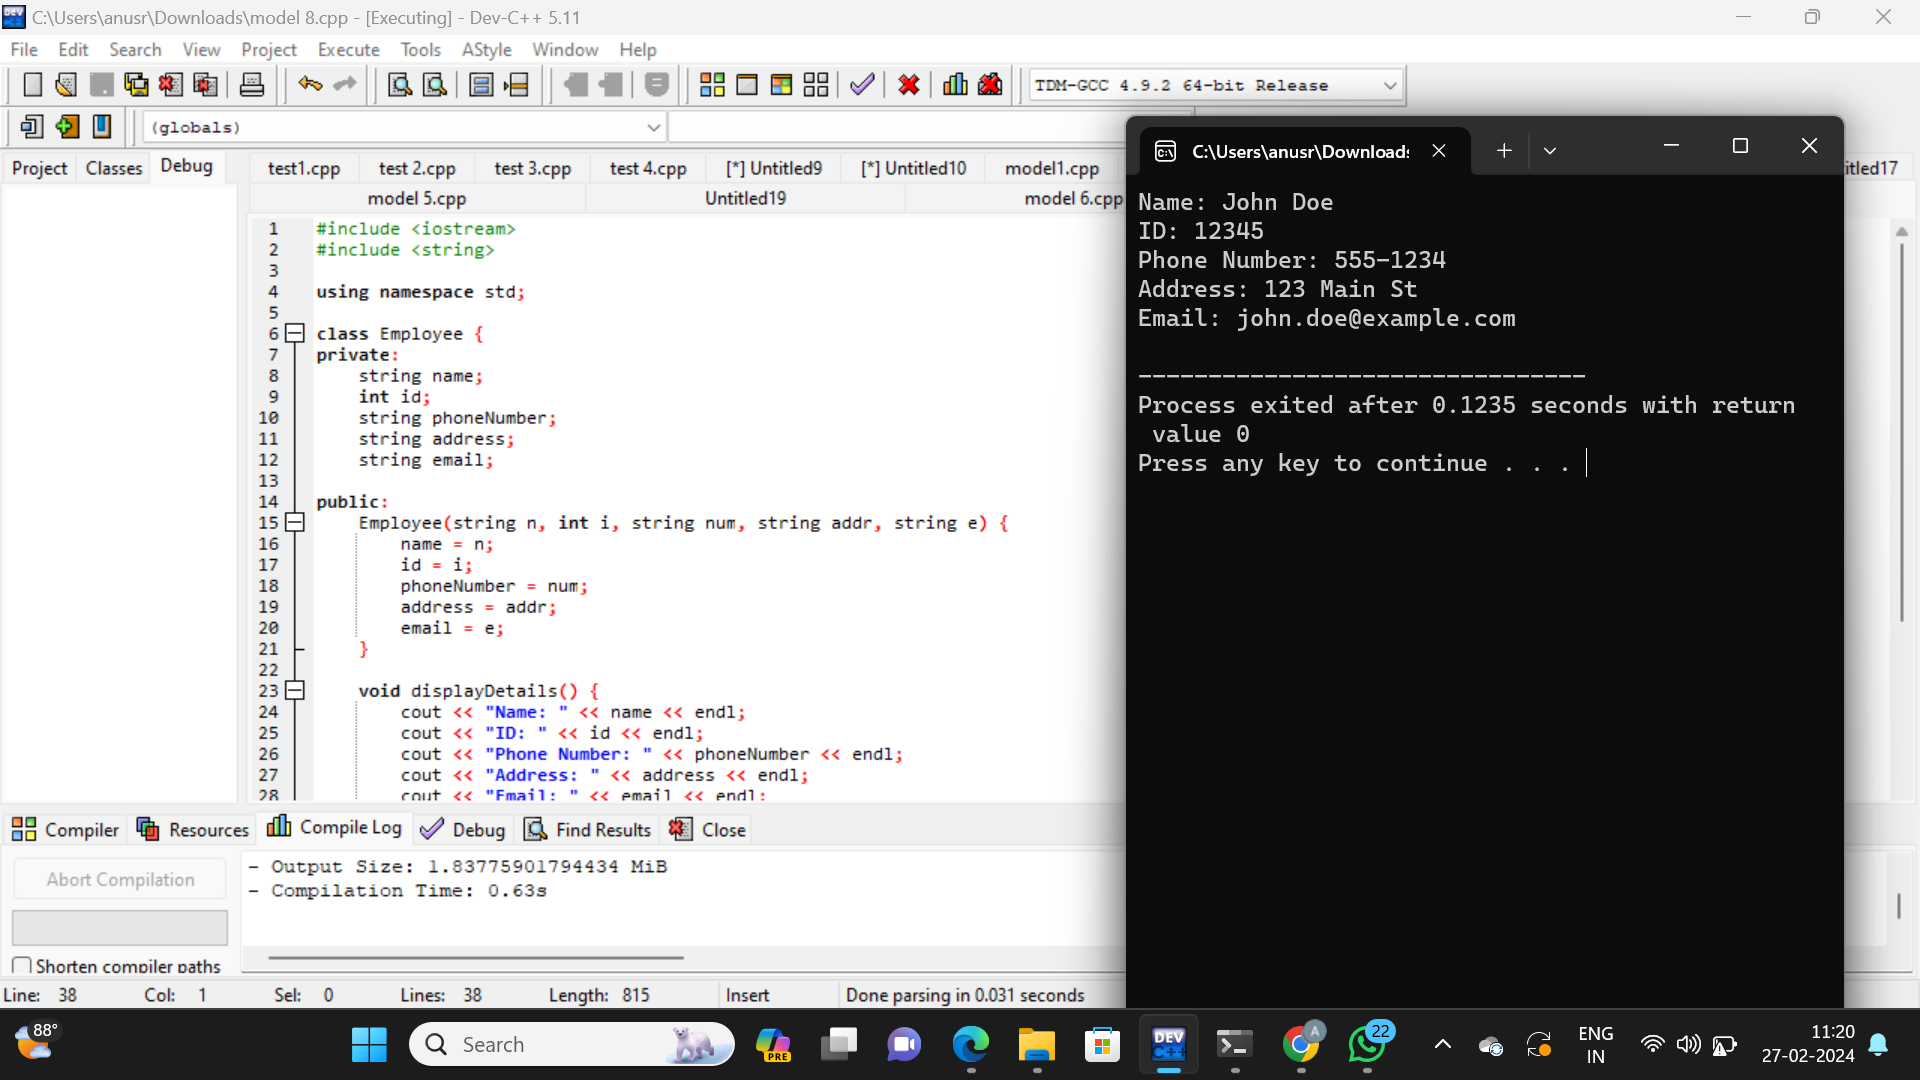 C:\Users\anusr\Downloads\model 8.cpp - [Executing] - Dev-C++ 5.11
File Edit Search View Project Execute Tools AStyle Window Help
TDM-GCC 4.9.2 64-bit Release
(globals)
Project Classes Debug
test1.cpp test 2.cpp test 3.cpp test 4.cpp [*] Untitled9 [*] Untitled10 model1.cpp
model 5.cpp Untitled19 model 6.cpp
1 #include <iostream>
2 #include <string>
3
4 using namespace std;
5
6 class Employee {
7 private:
8 string name;
9 int id;
10 string phoneNumber;
11 string address;
12 string email;
13
14 public:
15 Employee(string n, int i, string num, string addr, string e) {
16 name = n;
17 id = i;
18 phoneNumber = num;
19 address = addr;
20 email = e;
21 }
22
23 void displayDetails() {
24 cout << "Name: " << name << endl;
25 cout << "ID: " << id << endl;
26 cout << "Phone Number: " << phoneNumber << endl;
27 cout << "Address: " << address << endl;
28 cout << "Email: " << email << endl;
C:\Users\anusr\Download
Name: John Doe
ID: 12345
Phone Number: 555-1234
Address: 123 Main St
Email: john.doe@example.com
--------------------------------
Process exited after 0.1235 seconds with return
value 0
Press any key to continue . . .
Compiler Resources Compile Log Debug Find Results Close
Abort Compilation
Shorten compiler paths
- Output Size: 1.83775901794434 MiB
- Compilation Time: 0.63s
Line: 38 Col: 1 Sel: 0 Lines: 38 Length: 815 Insert Done parsing in 0.031 seconds
88°
Search
PRE
DEV
C++
A
22
ENG
IN
11:20
27-02-2024